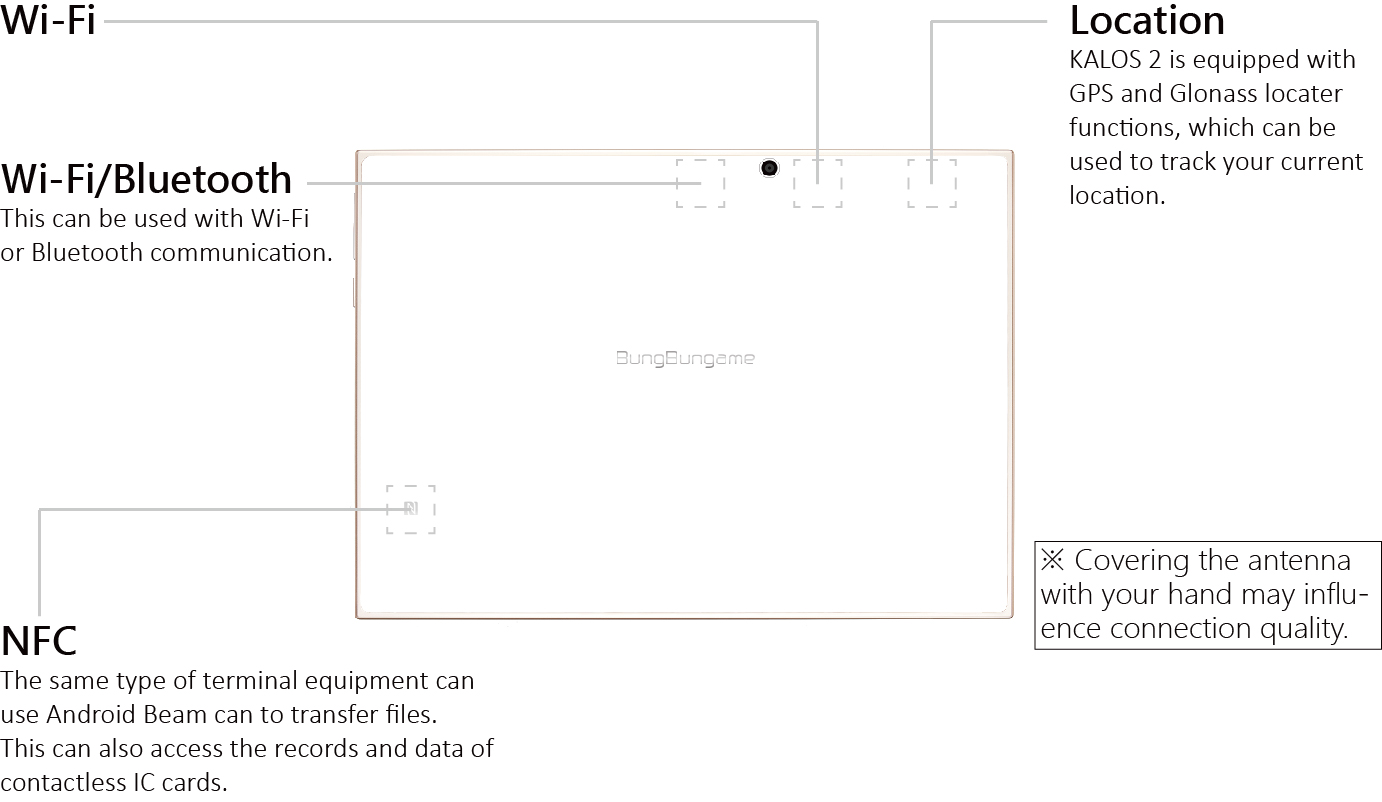 Wi-Fi
Location
KALOS 2 is equipped with
GPS and Glonass locater
functions, which can be
used to track your current
location.
Wi-Fi/Bluetooth
This can be used with Wi-Fi
or Bluetooth communication.
BungBungame
NFC
The same type of terminal equipment can
use Android Beam can to transfer files.
This can also access the records and data of
contactless IC cards.
※ Covering the antenna
with your hand may influ-
ence connection quality.